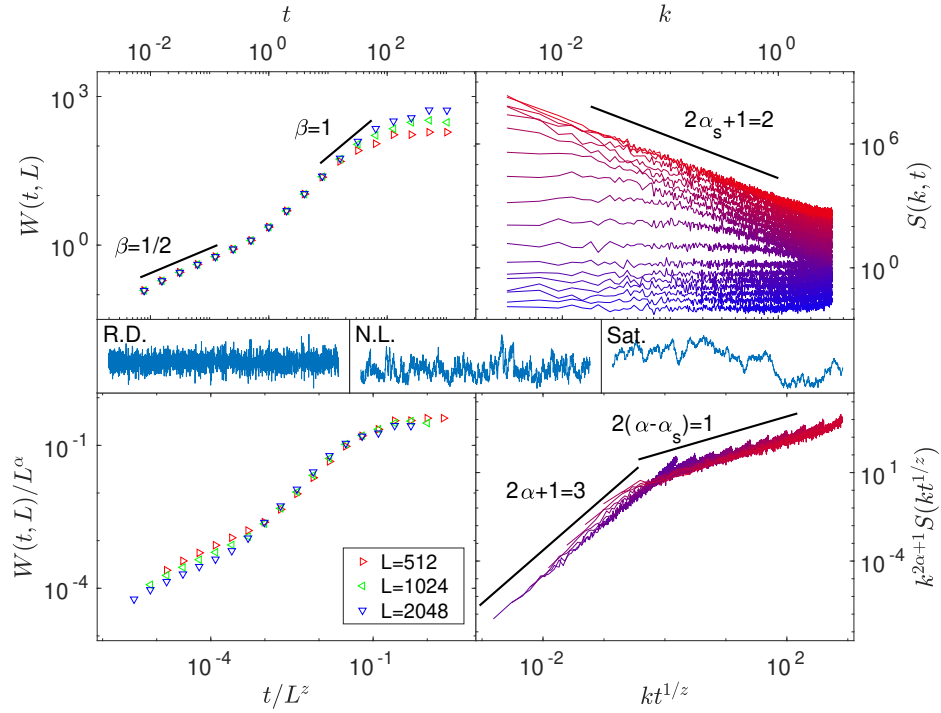 t
k
10^-2
10^0
10^2
10^-2
10^0
10^3
10^0
W(t, L)
β=1
β=1/2
2α_s+1=2
10^6
10^0
S(k, t)
R.D.
N.L.
Sat.
10^-1
10^-4
W(t, L)/L^α
L=512
L=1024
L=2048
2(α-α_s)=1
2α+1=3
10^1
10^-4
k^{2α+1}S(kt^{1/z})
10^-4
10^-1
10^-2
10^2
t/L^z
kt^{1/z}